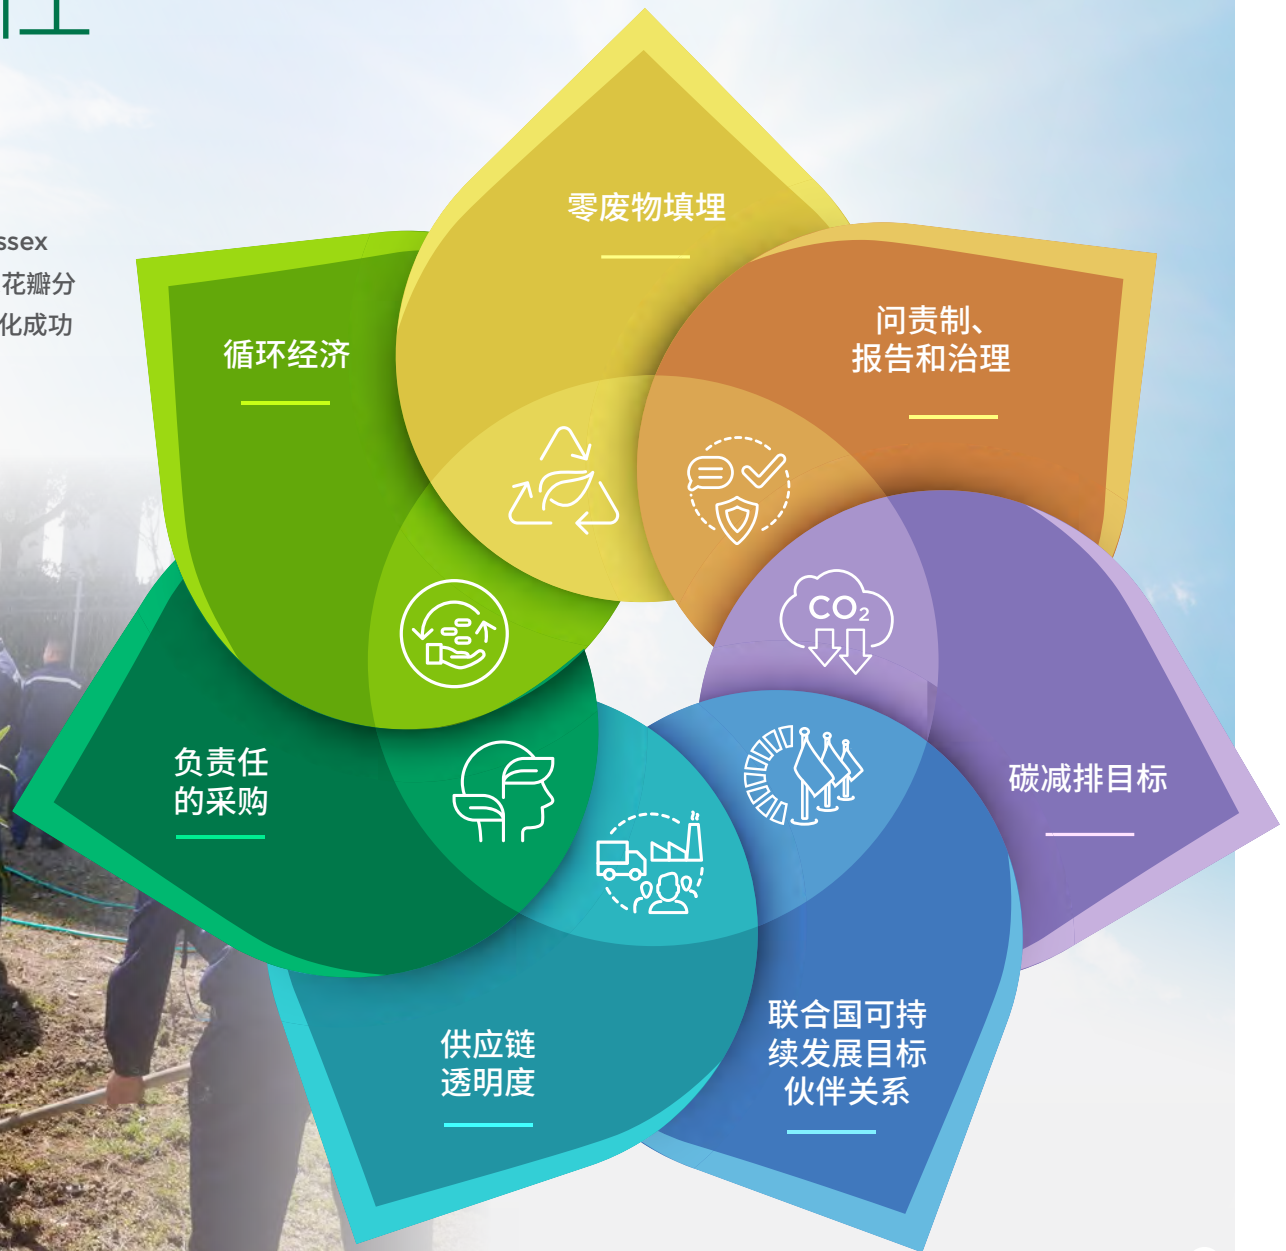 ssex
花瓣分
化成功
零废物填埋
问责制、
报告和治理
循环经济
CO₂
负责任
的采购
碳减排目标
供应链
透明度
联合国可持
续发展目标
伙伴关系